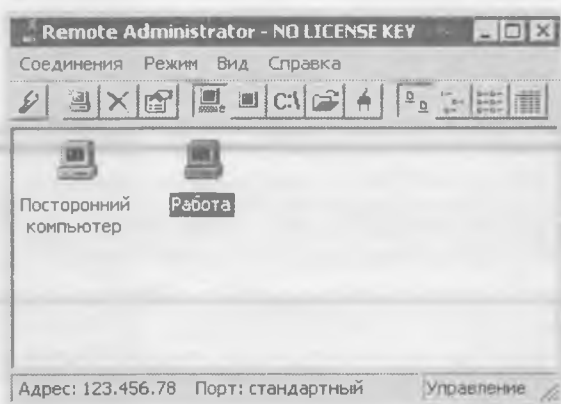 Remote Administrator - NO LICENSE KEY
Соединения Режим Вид Справка
C:\
Посторонний
компьютер
Работа
Адрес: 123.456.78 Порт: стандартный Управление